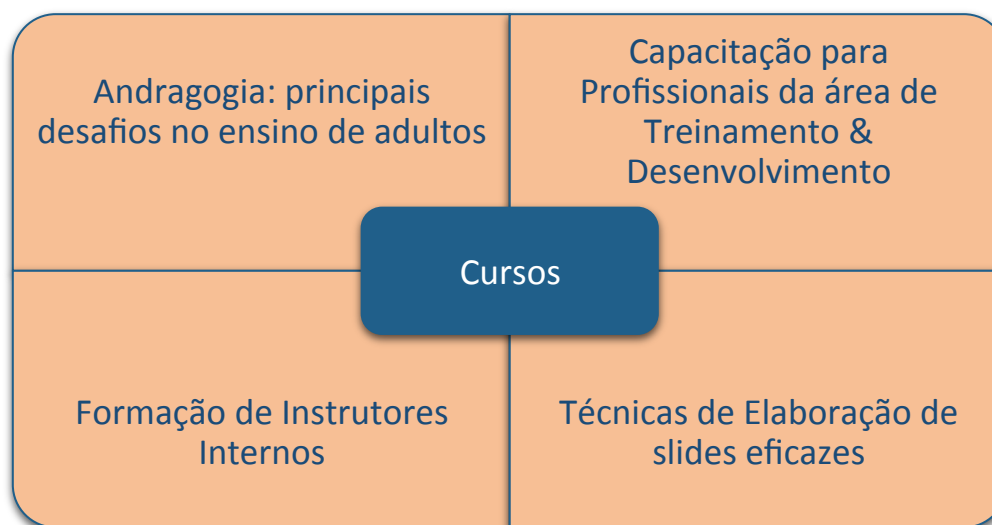 Andragogia: principais
desafios no ensino de adultos
Capacitação para
Profissionais da área de
Treinamento &
Desenvolvimento
Cursos
Formação de Instrutores
Internos
Técnicas de Elaboração de
slides eficazes